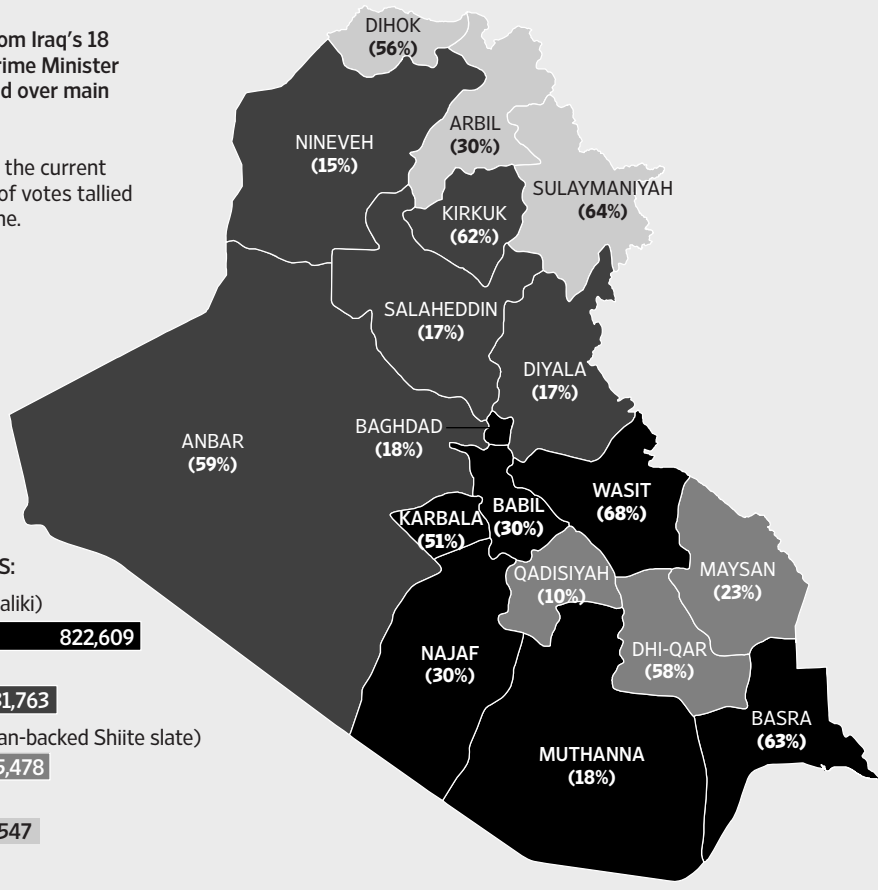 om Iraq's 18
rime Minister
d over main
the current
of votes tallied
ne.
DIHOK
(56%)
NINEVEH
(15%)
ARBIL
(30%)
SULAYMANIYAH
(64%)
KIRKUK
(62%)
SALAHEDDIN
(17%)
DIYALA
(17%)
BAGHDAD
(18%)
ANBAR
(59%)
WASIT
(68%)
BABIL
(30%)
KARBALA
(51%)
QADISIYAH
(10%)
MAYSAN
(23%)
NAJAF
(30%)
DHI-QAR
(58%)
BASRA
(63%)
MUTHANNA
(18%)
S:
aliki)
822,609
31,763
an-backed Shiite slate)
5,478
547